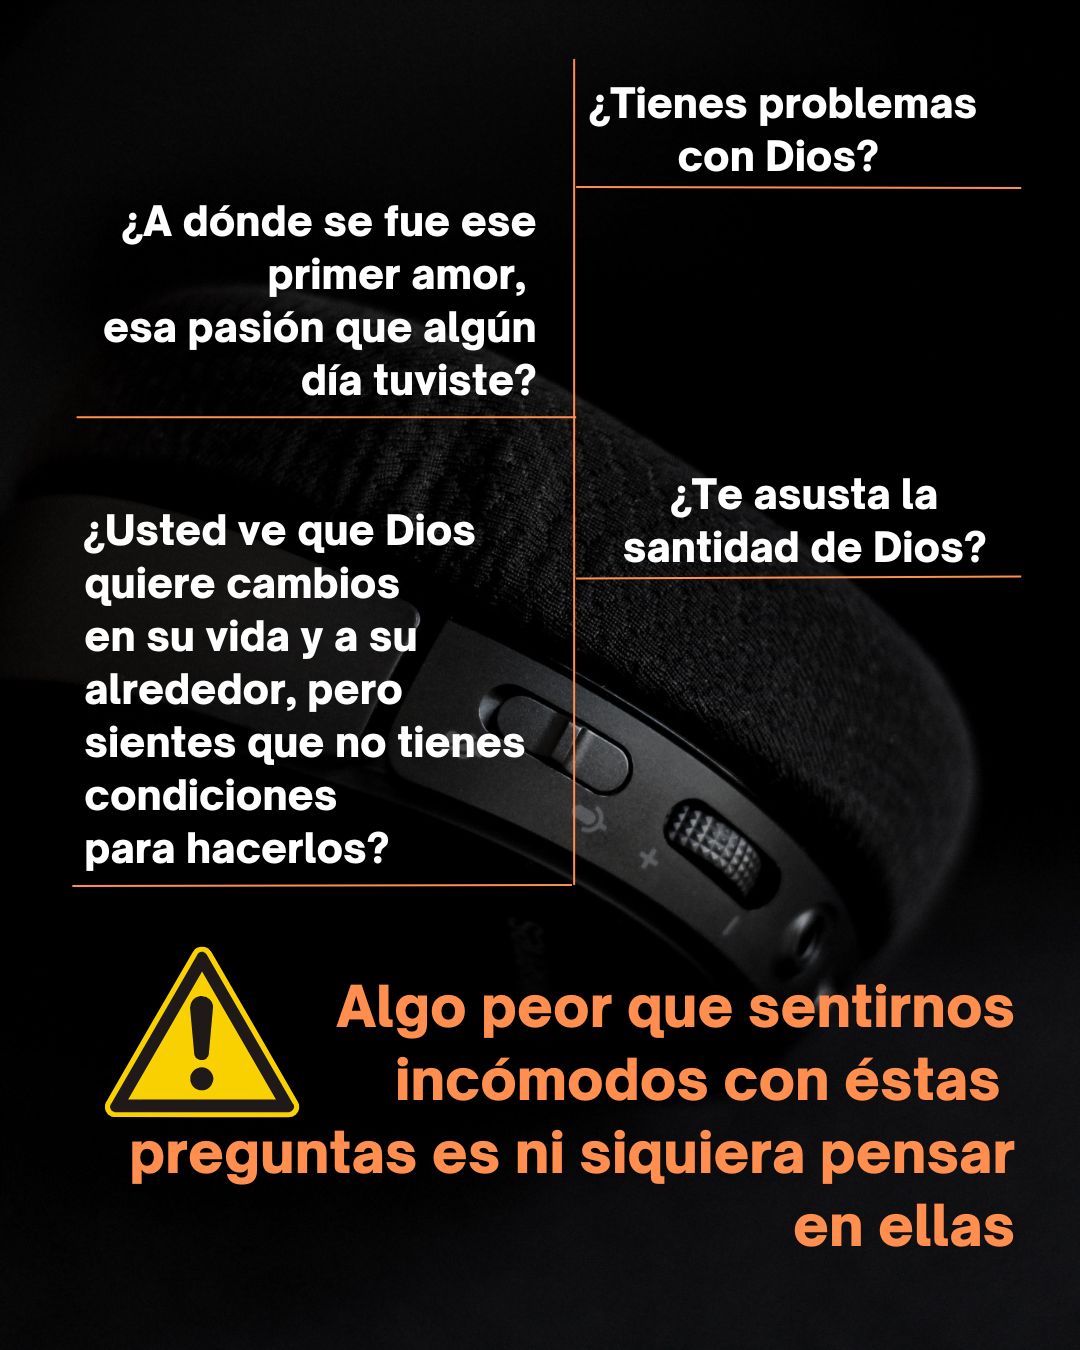 ¿Tienes problemas
con Dios?
¿A dónde se fue ese
primer amor,
esa pasión que algún
día tuviste?
¿Te asusta la
santidad de Dios?
¿Usted ve que Dios
quiere cambios
en su vida y a su
alrededor, pero
sientes que no tienes
condiciones
para hacerlos?
Algo peor que sentirnos
incómodos con éstas
preguntas es ni siquiera pensar
en ellas